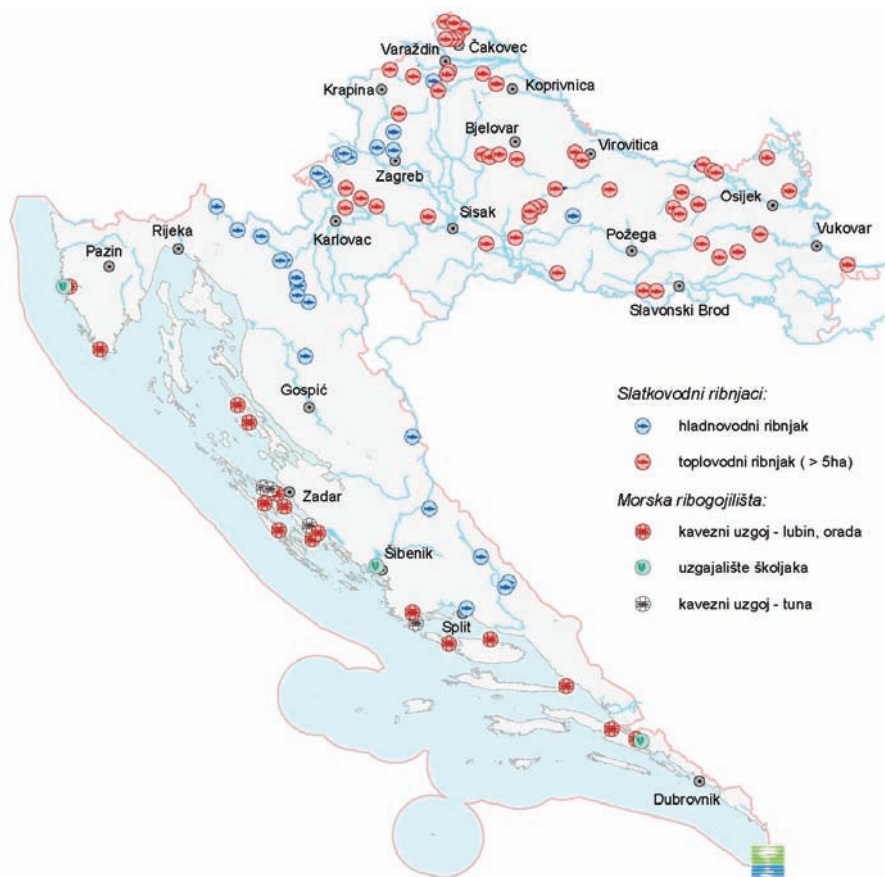 Čakovec
Varaždin
Krapina
Koprivnica
Bjelovar
Virovitica
Zagreb
Osijek
Sisak
Karlovac
Rijeka
Pazin
Požega
Vukovar
Slavonski Brod
Gospić
Slatkovodni ribnjaci:
hladnovodni ribnjak
toplovodni ribnjak ( > 5ha)
Morska ribogojilišta:
kavezni uzgoj - lubin, orada
uzgajalište školjaka
kavezni uzgoj - tuna
Zadar
Šibenik
Split
Dubrovnik